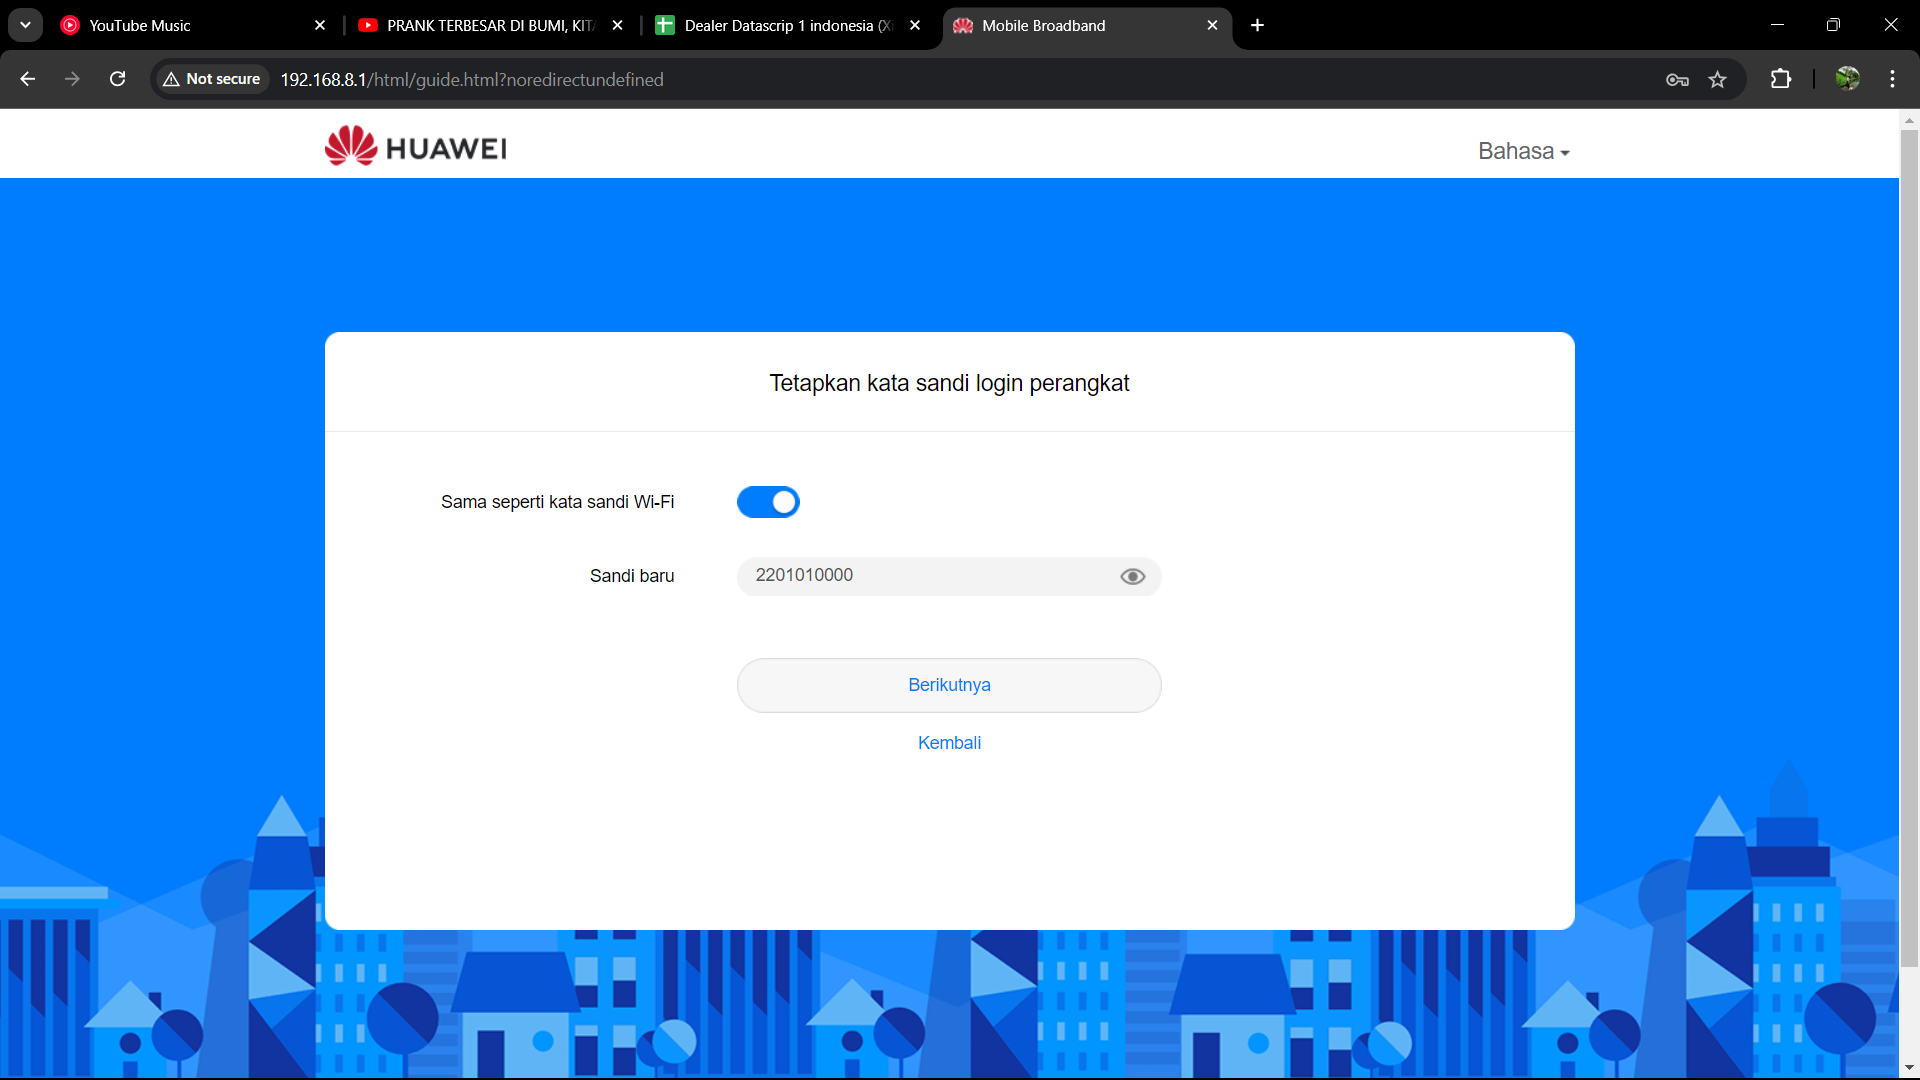 YouTube Music
PRANK TERBESAR DI BUMI, KIT
Dealer Datascrip 1 indonesia (X
Mobile Broadband
Not secure
192.168.8.1/html/guide.html?noredirectundefined
HUAWEI
Bahasa
Tetapkan kata sandi login perangkat
Sama seperti kata sandi Wi-Fi
Sandi baru
2201010000
Berikutnya
Kembali